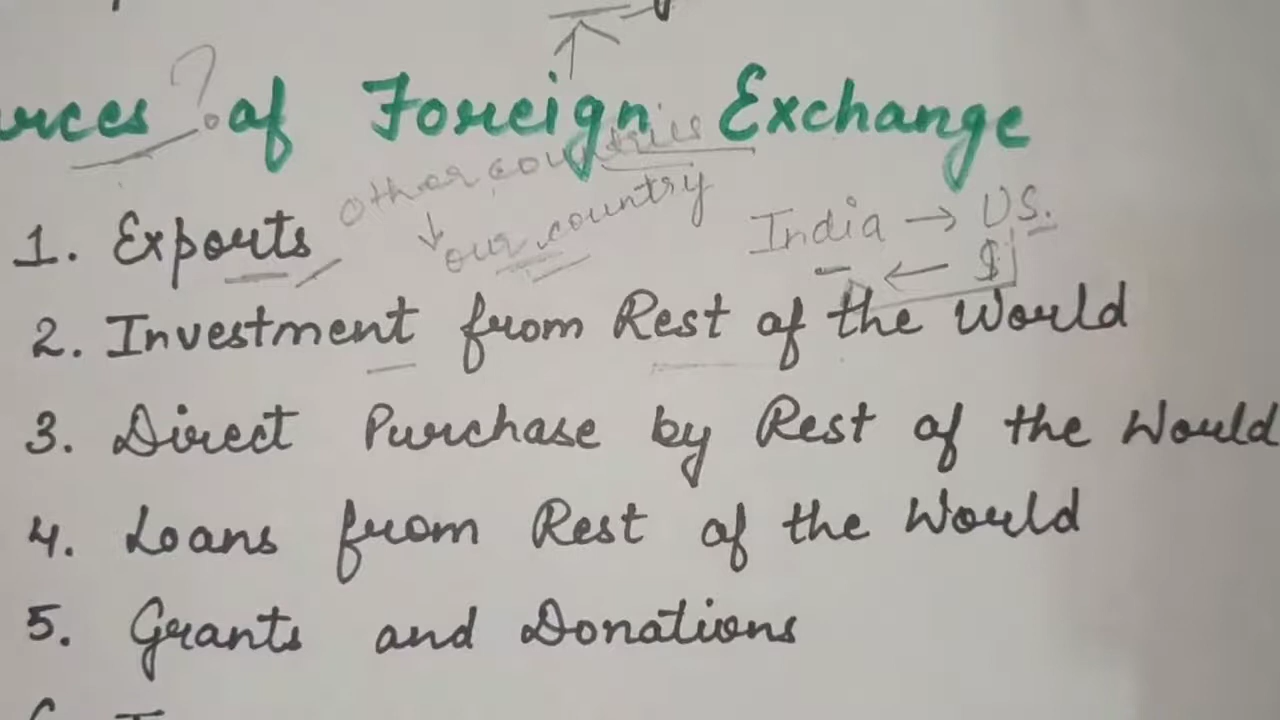 of Foreign Exchange
other countries
↓
our country
India → US.
← $
1. Exports
2. Investment from Rest of the World
3. Direct Purchase by Rest of the World
4. Loans from Rest of the World
5. Grants and Donations